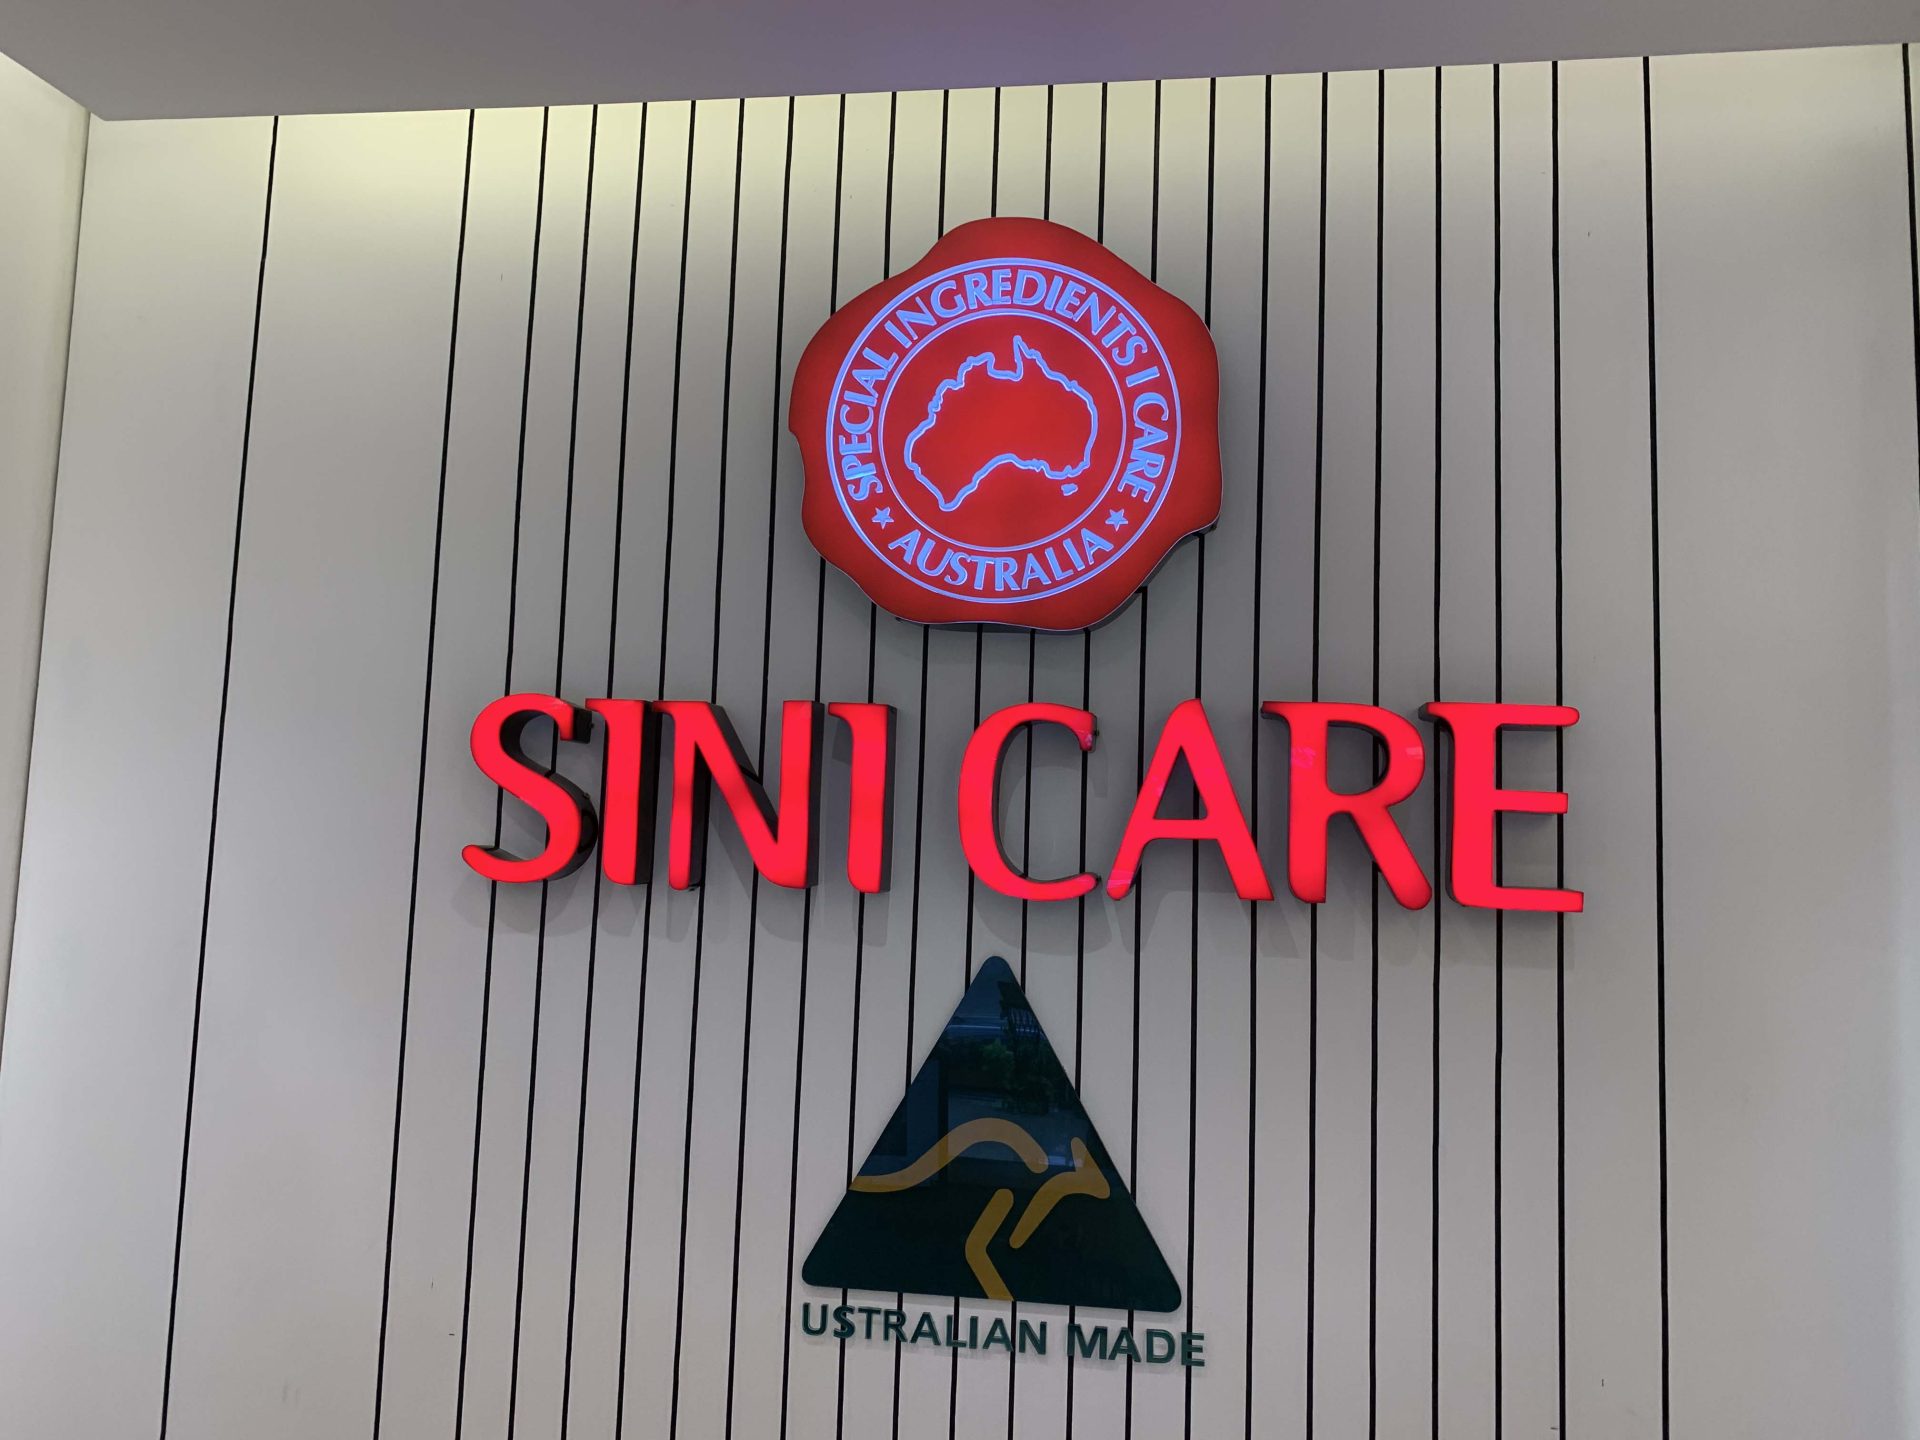 SPECIAL INGREDIENTS I CARE
★ AUSTRALIA ★
SINI CARE
USTRALIAN MADE